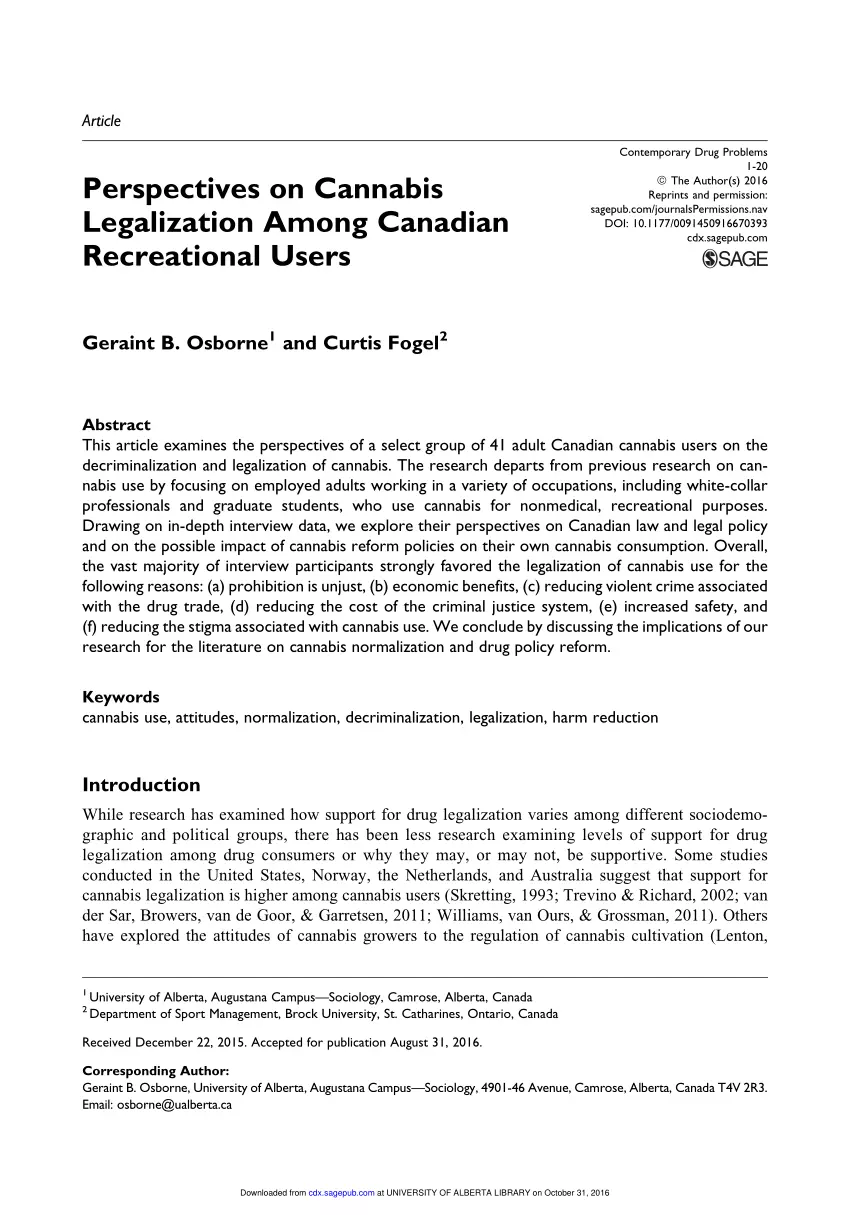 Article
Contemporary Drug Problems
1-20
© The Author(s) 2016
Reprints and permission:
sagepub.com/journalsPermissions.nav
DOI: 10.1177/0091450916670393
cdx.sagepub.com
SAGE
Perspectives on Cannabis
Legalization Among Canadian
Recreational Users
Geraint B. Osborne1 and Curtis Fogel2
Abstract
This article examines the perspectives of a select group of 41 adult Canadian cannabis users on the
decriminalization and legalization of cannabis. The research departs from previous research on can-
nabis use by focusing on employed adults working in a variety of occupations, including white-collar
professionals and graduate students, who use cannabis for nonmedical, recreational purposes.
Drawing on in-depth interview data, we explore their perspectives on Canadian law and legal policy
and on the possible impact of cannabis reform policies on their own cannabis consumption. Overall,
the vast majority of interview participants strongly favored the legalization of cannabis use for the
following reasons: (a) prohibition is unjust, (b) economic benefits, (c) reducing violent crime associated
with the drug trade, (d) reducing the cost of the criminal justice system, (e) increased safety, and
(f) reducing the stigma associated with cannabis use. We conclude by discussing the implications of our
research for the literature on cannabis normalization and drug policy reform.
Keywords
cannabis use, attitudes, normalization, decriminalization, legalization, harm reduction
Introduction
While research has examined how support for drug legalization varies among different sociodemo-
graphic and political groups, there has been less research examining levels of support for drug
legalization among drug consumers or why they may, or may not, be supportive. Some studies
conducted in the United States, Norway, the Netherlands, and Australia suggest that support for
cannabis legalization is higher among cannabis users (Skretting, 1993; Trevino & Richard, 2002; van
der Sar, Browers, van de Goor, & Garretsen, 2011; Williams, van Ours, & Grossman, 2011). Others
have explored the attitudes of cannabis growers to the regulation of cannabis cultivation (Lenton,
1 University of Alberta, Augustana Campus—Sociology, Camrose, Alberta, Canada
2 Department of Sport Management, Brock University, St. Catharines, Ontario, Canada
Received December 22, 2015. Accepted for publication August 31, 2016.
Corresponding Author:
Geraint B. Osborne, University of Alberta, Augustana Campus—Sociology, 4901-46 Avenue, Camrose, Alberta, Canada T4V 2R3.
Email: osborne@ualberta.ca
Downloaded from cdx.sagepub.com at UNIVERSITY OF ALBERTA LIBRARY on October 31, 2016